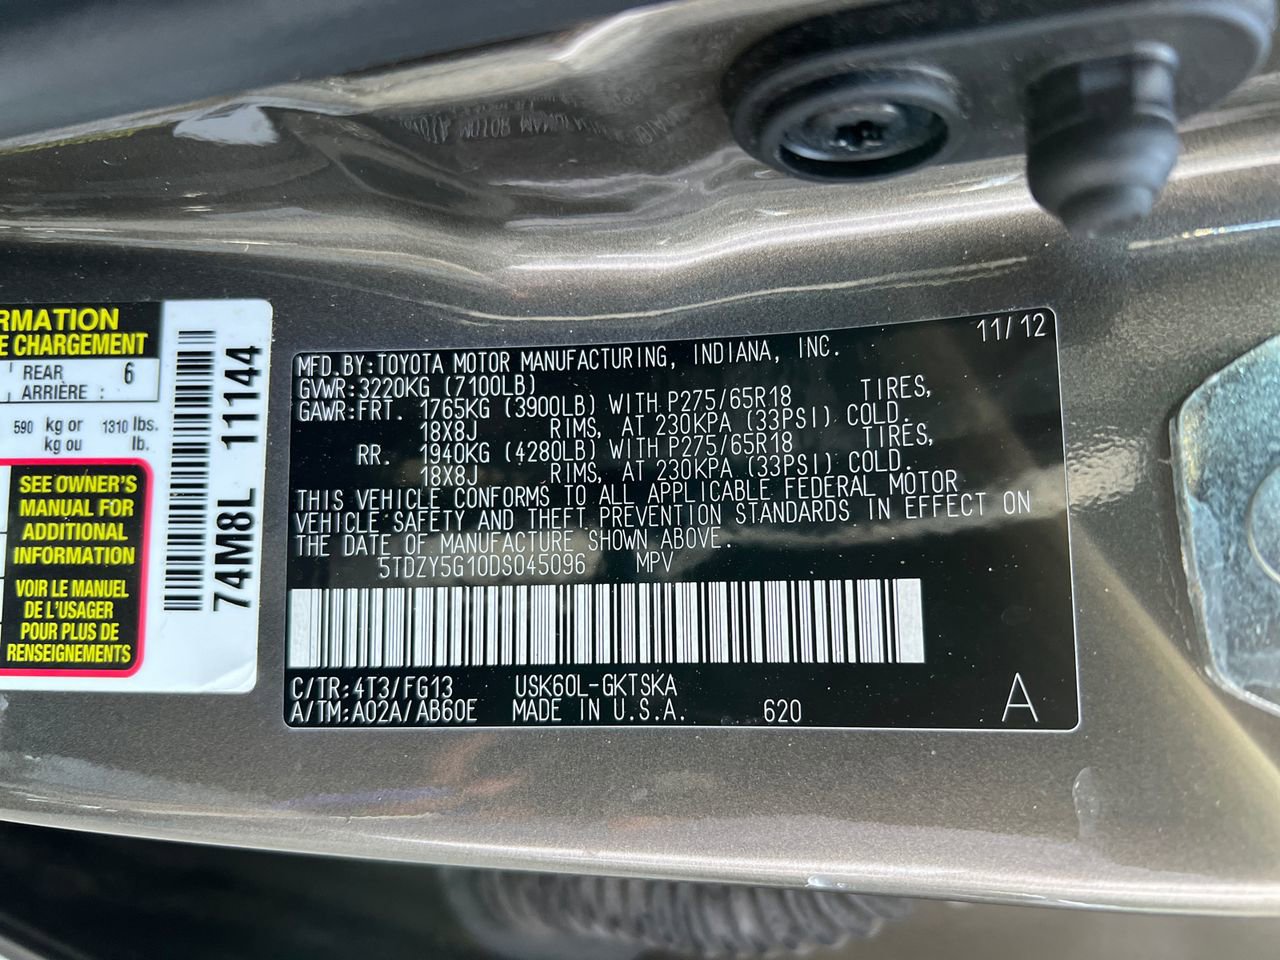 RMATION
E CHARGEMENT
REAR
ARRIÈRE : 6
590 kg or 1310 lbs.
kg ou lb.
SEE OWNER'S
MANUAL FOR
ADDITIONAL
INFORMATION
VOIR LE MANUEL
DE L'USAGER
POUR PLUS DE
RENSEIGNEMENTS
74M8L 11144
11/12
MFD.BY:TOYOTA MOTOR MANUFACTURING, INDIANA, INC.
GVWR:3220KG (7100LB)
GAWR:FRT. 1765KG (3900LB) WITH P275/65R18 TIRES,
18X8J RIMS, AT 230KPA (33PSI) COLD.
RR. 1940KG (4280LB) WITH P275/65R18 TIRES,
18X8J RIMS, AT 230KPA (33PSI) COLD.
THIS VEHICLE CONFORMS TO ALL APPLICABLE FEDERAL MOTOR
VEHICLE SAFETY AND THEFT PREVENTION STANDARDS IN EFFECT ON
THE DATE OF MANUFACTURE SHOWN ABOVE.
5TDZY5G10DS045096 MPV
C/TR:4T3/FG13 USK60L-GKTSKA
A/TM:A02A/AB60E MADE IN U.S.A. 620
A